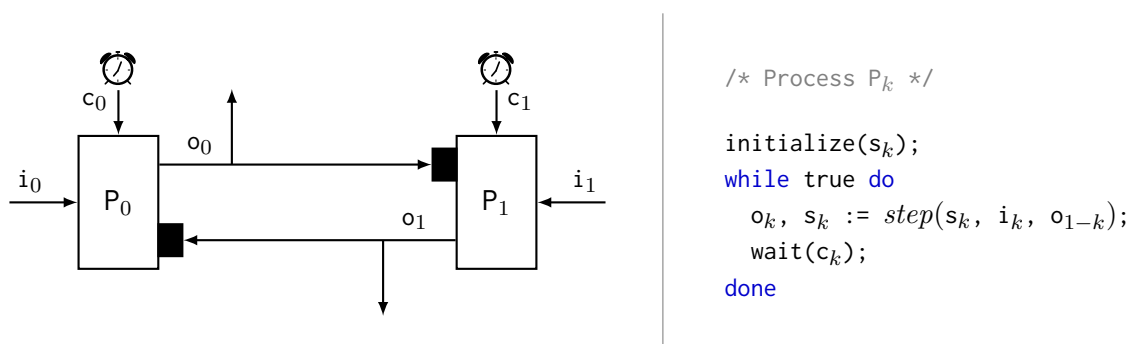 c₀
c₁
o₀
i₀
P₀
P₁
i₁
o₁
/* Process Pₖ */
initialize(sₖ);
while true do
oₖ, sₖ := step(sₖ, iₖ, o₁₋ₖ);
wait(cₖ);
done